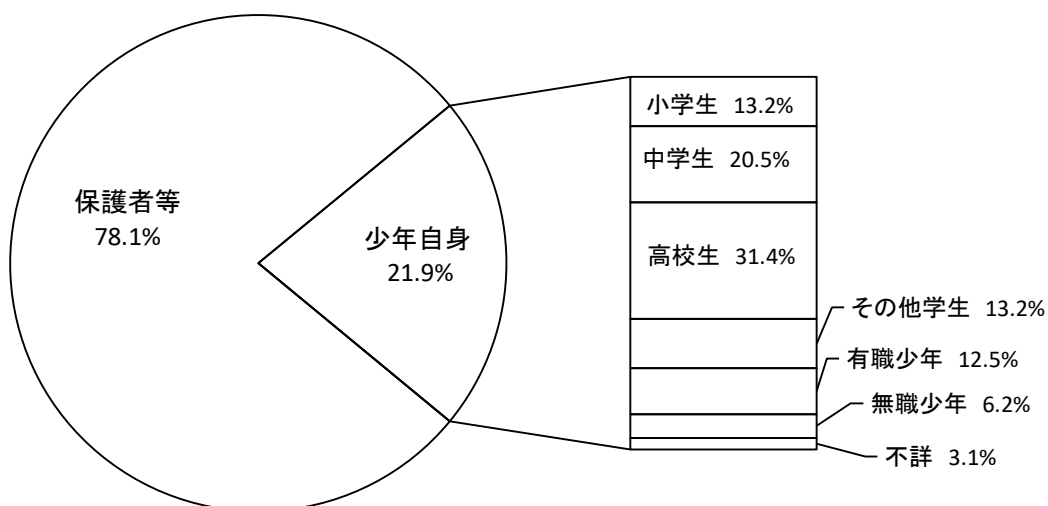 保護者等
78.1%
少年自身
21.9%
小学生 13.2%
中学生 20.5%
高校生 31.4%
その他学生 13.2%
有職少年 12.5%
無職少年 6.2%
不詳 3.1%